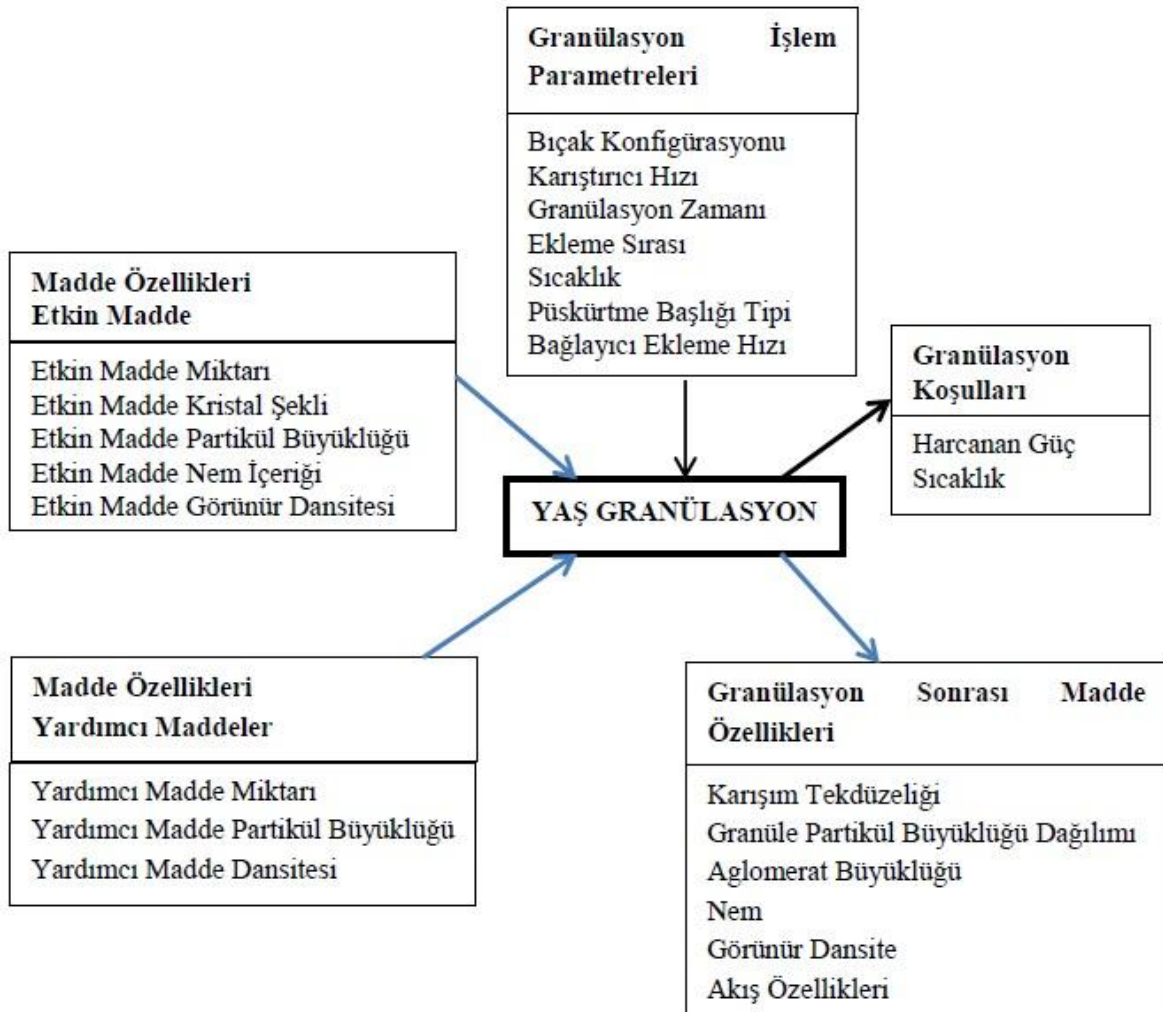 Granülasyon İşlem
Parametreleri
Bıçak Konfigürasyonu
Karıştırıcı Hızı
Granülasyon Zamanı
Ekleme Sırası
Sıcaklık
Püskürtme Başlığı Tipi
Bağlayıcı Ekleme Hızı
Madde Özellikleri
Etkin Madde
Etkin Madde Miktarı
Etkin Madde Kristal Şekli
Etkin Madde Partikül Büyüklüğü
Etkin Madde Nem İçeriği
Etkin Madde Görünür Dansitesi
Granülasyon
Koşulları
Harcanan Güç
Sıcaklık
YAŞ GRANÜLASYON
Madde Özellikleri
Yardımcı Maddeler
Yardımcı Madde Miktarı
Yardımcı Madde Partikül Büyüklüğü
Yardımcı Madde Dansitesi
Granülasyon Sonrası Madde
Özellikleri
Karışım Tekdüzeliği
Granüle Partikül Büyüklüğü Dağılımı
Aglomerat Büyüklüğü
Nem
Görünür Dansite
Akış Özellikleri